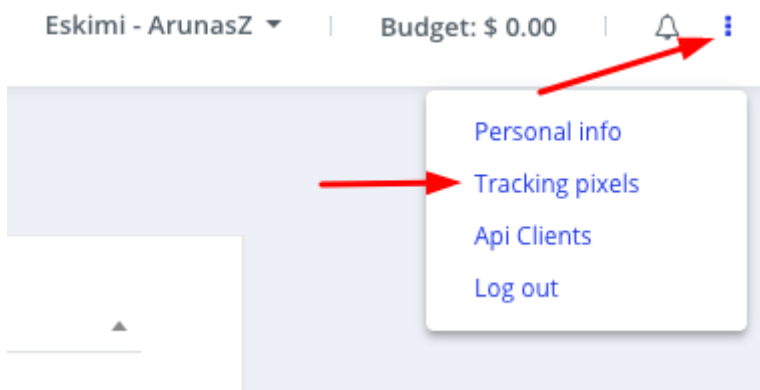 Eskimi - ArunasZ
Budget: $ 0.00
Personal info
Tracking pixels
Api Clients
Log out